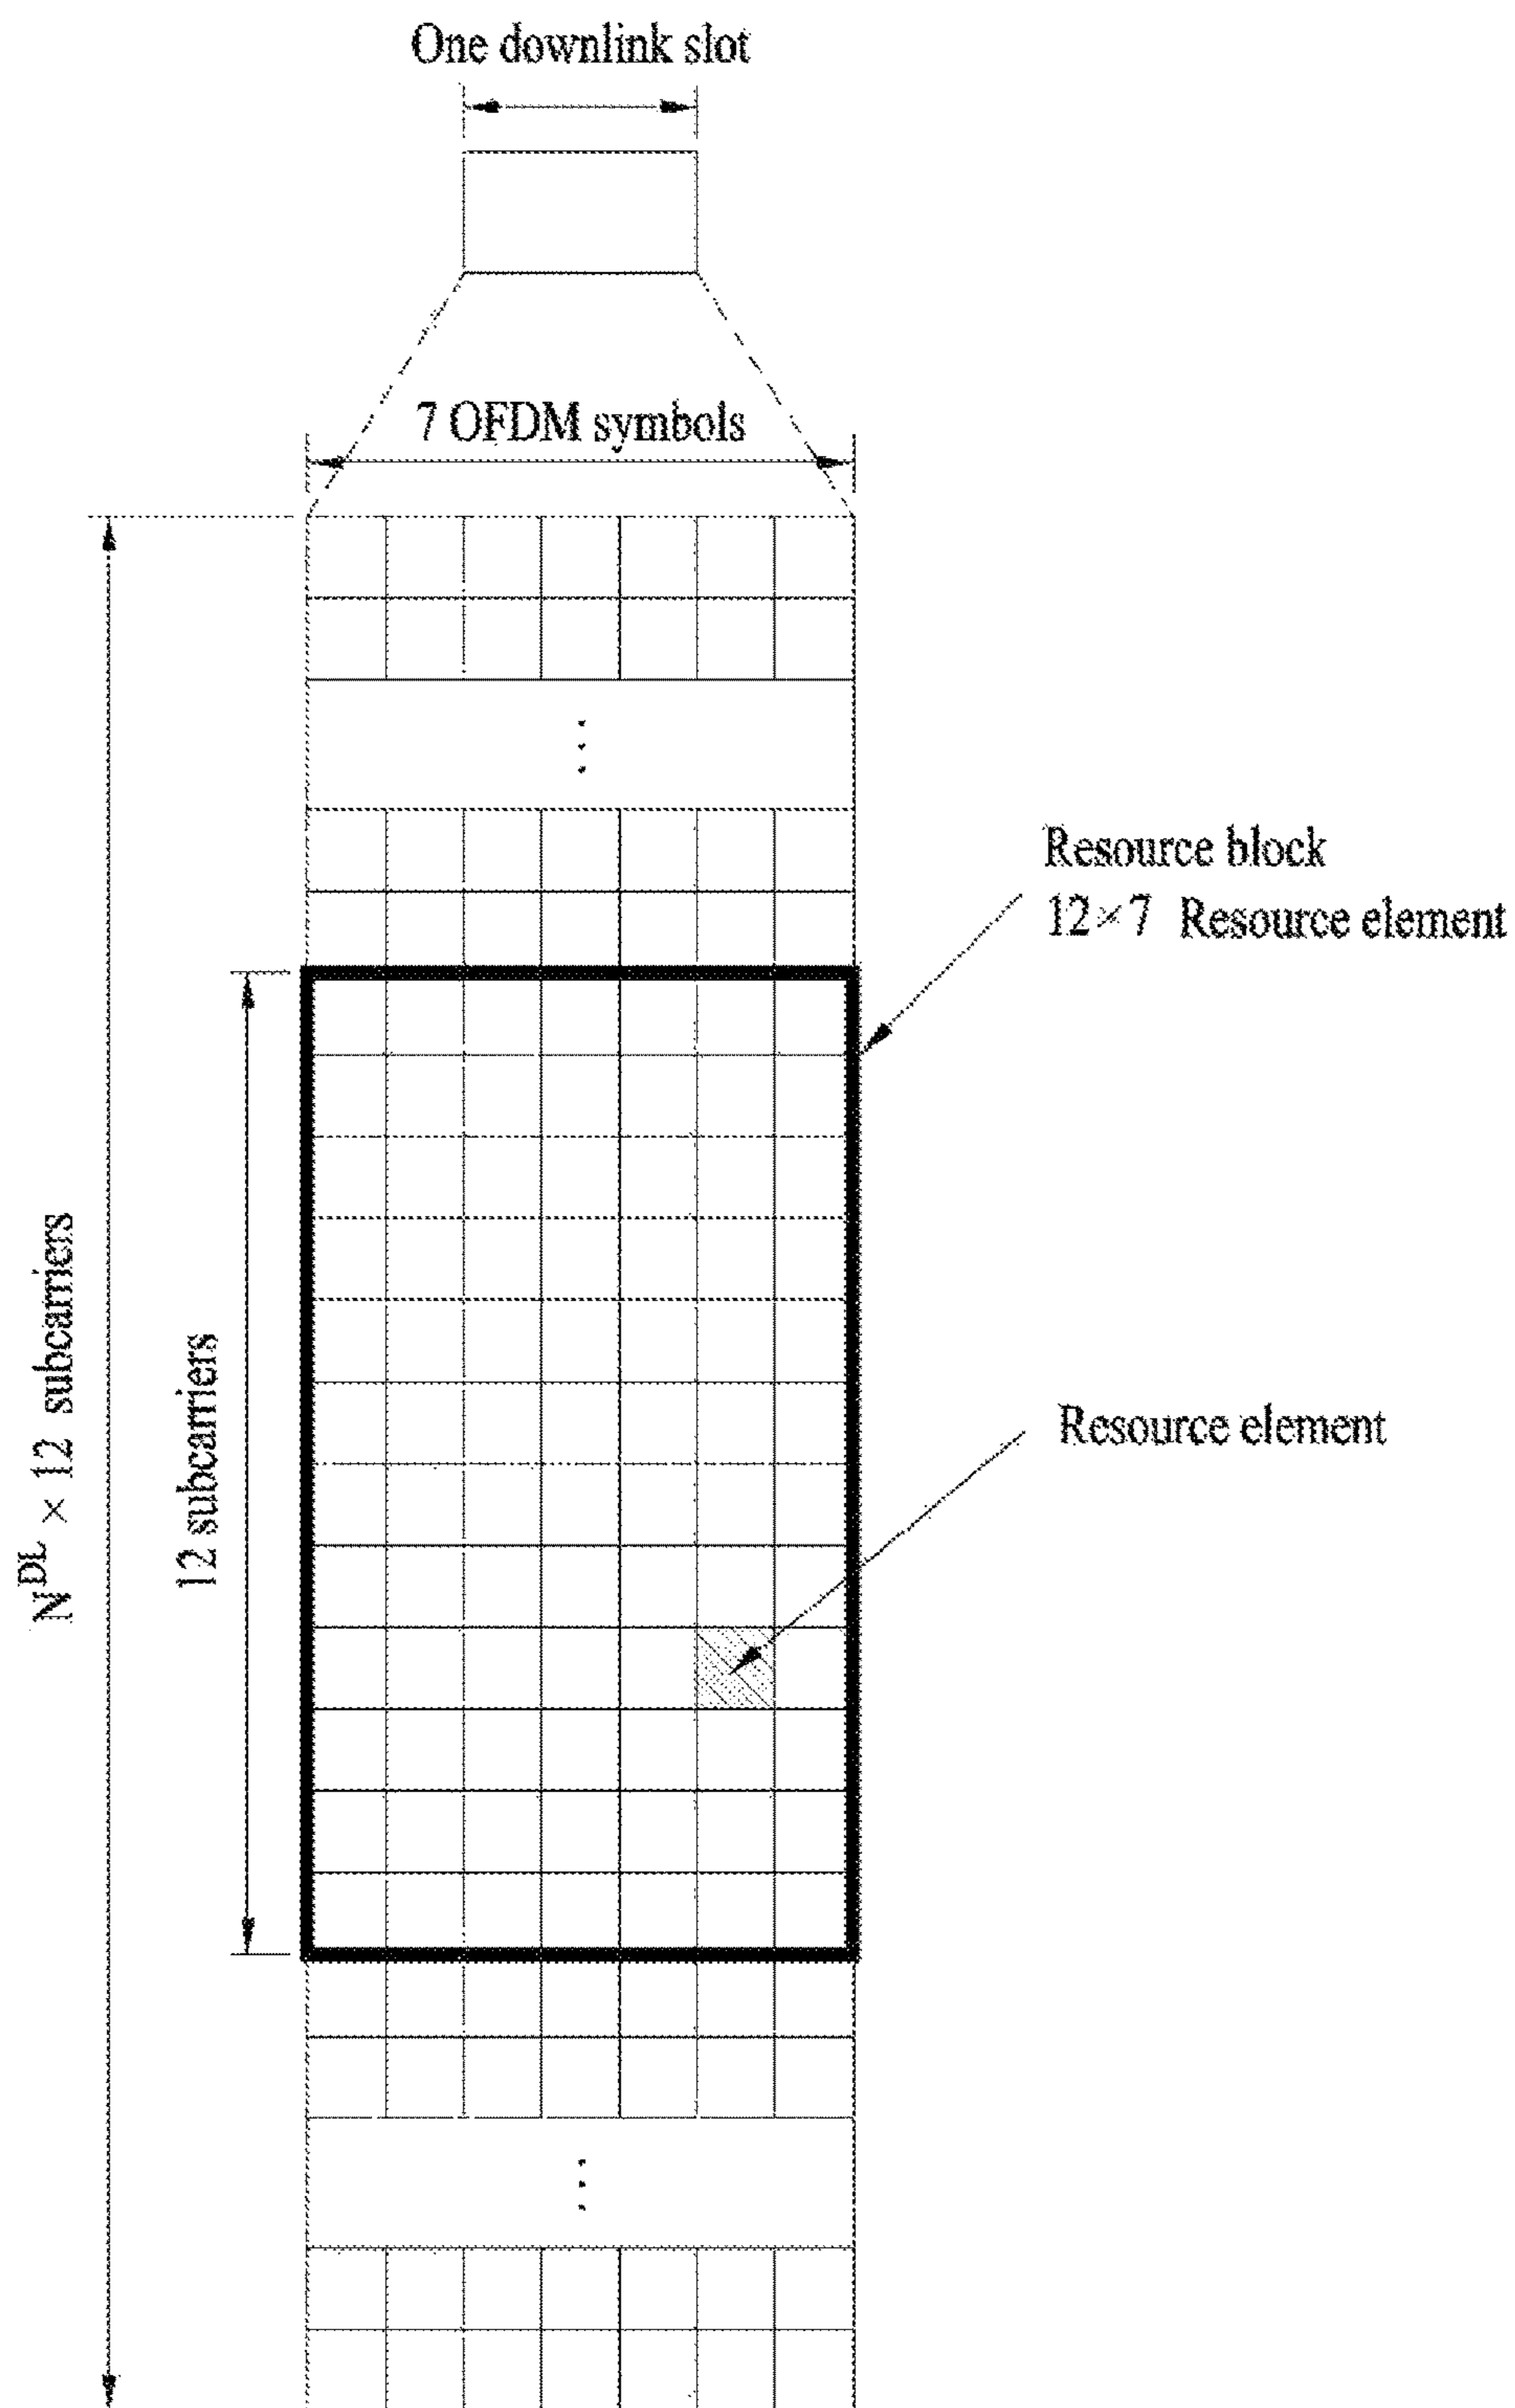 One downlink slot
7 OFDM symbols
Resource block
12×7 Resource element
N^DL × 12 subcarriers
12 subcarriers
Resource element